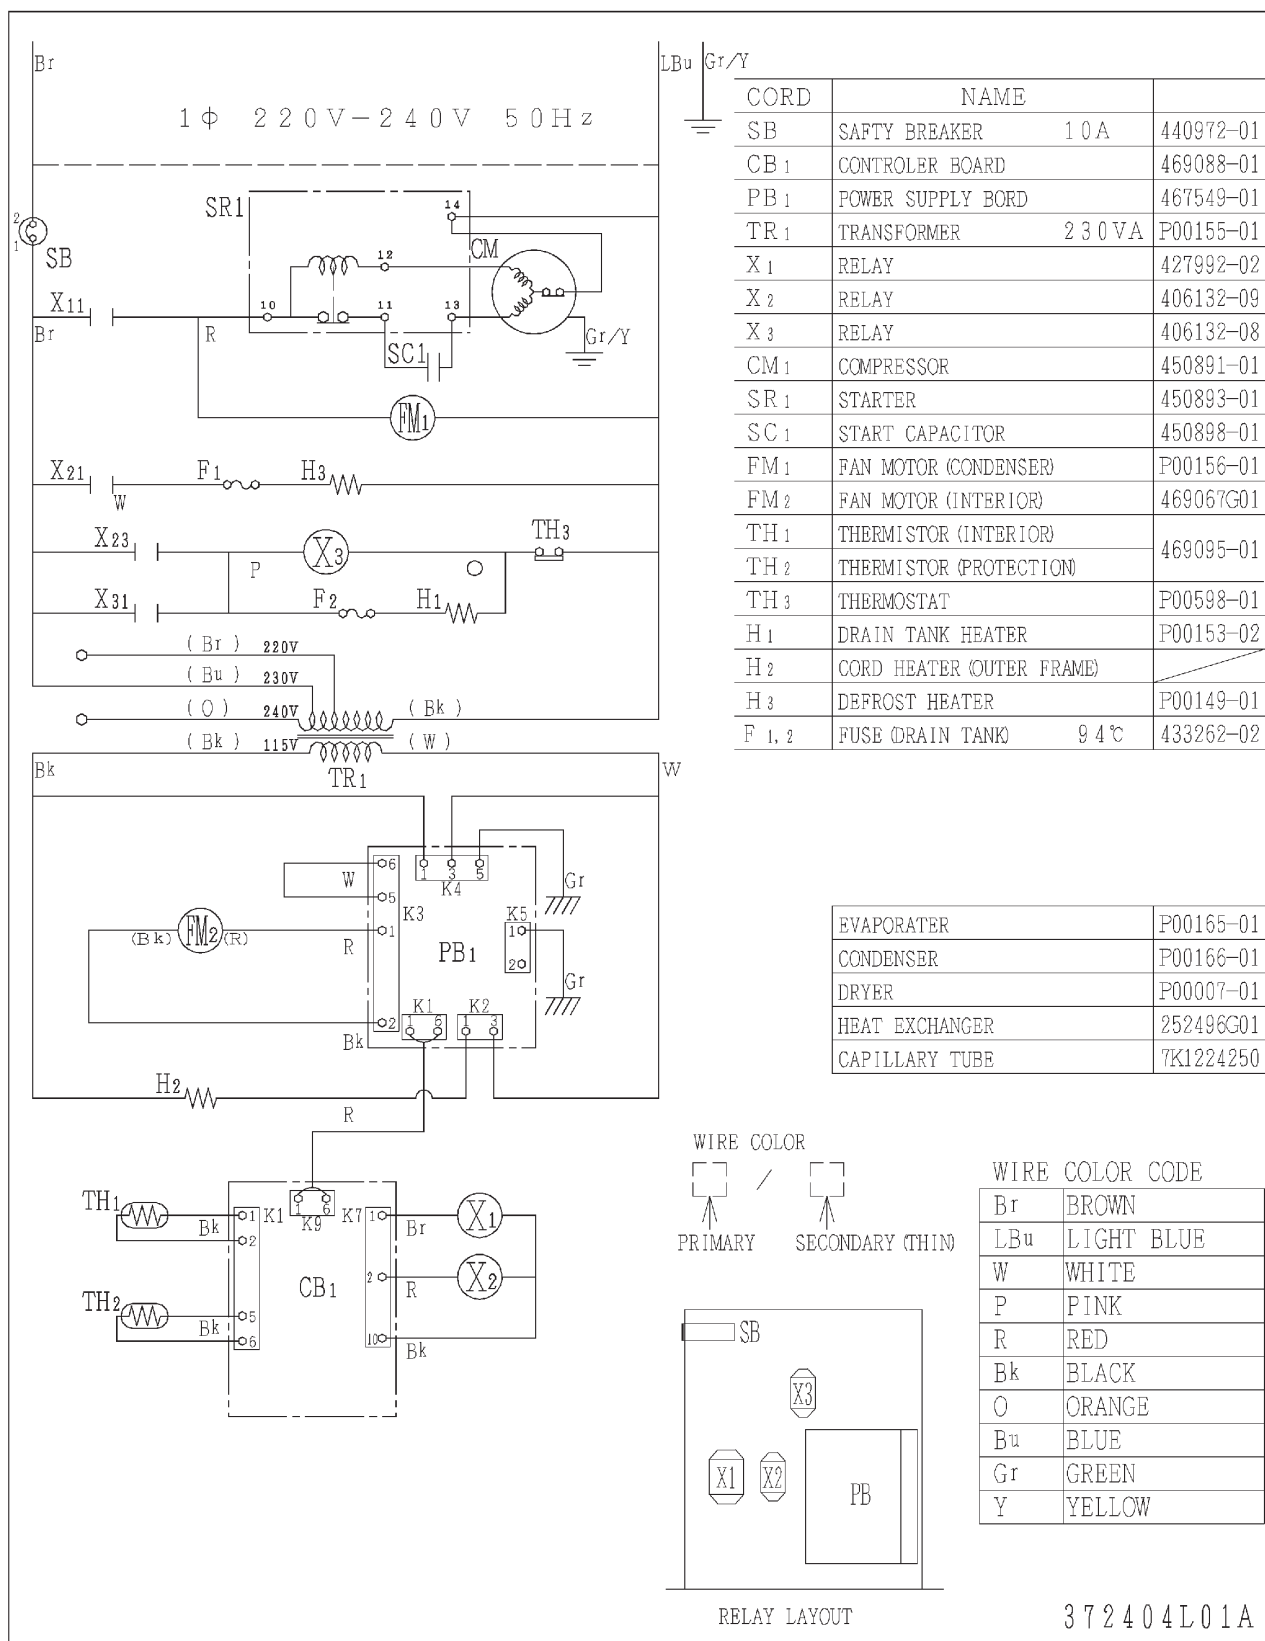 Br
LBu Gr/Y
1φ 220V-240V 50Hz
CORD NAME
SB SAFTY BREAKER 10A 440972-01
CB1 CONTROLER BOARD 469088-01
PB1 POWER SUPPLY BORD 467549-01
TR1 TRANSFORMER 230VA P00155-01
X1 RELAY 427992-02
X2 RELAY 406132-09
X3 RELAY 406132-08
CM1 COMPRESSOR 450891-01
SR1 STARTER 450893-01
SC1 START CAPACITOR 450898-01
FM1 FAN MOTOR (CONDENSER) P00156-01
FM2 FAN MOTOR (INTERIOR) 469067G01
TH1 THERMISTOR (INTERIOR) 469095-01
TH2 THERMISTOR (PROTECTION)
TH3 THERMOSTAT P00598-01
H1 DRAIN TANK HEATER P00153-02
H2 CORD HEATER (OUTER FRAME)
H3 DEFROST HEATER P00149-01
F 1, 2 FUSE (DRAIN TANK) 94℃ 433262-02
2
1
SB
SR1
14
CM
12
X11
10
11
13
Br
R
SC1
Gr/Y
FM1
X21
W
F1
H3
X23
X3
TH3
P
X31
F2
H1
(Br) 220V
(Bu) 230V
(O) 240V (Bk)
(Bk) 115V (W)
TR1
Bk
W
6
5
W
K3
1
R
2
Bk
1 3 5
K4
Gr
K5
1
2
Gr
PB1
(Bk) FM2 (R)
K1
1 6
K2
1 3
H2
R
TH1
Bk
TH2
Bk
1
2
K1
5
6
1 6
K9
K7
1
2
10
CB1
Br
X1
R
X2
Bk
EVAPORATER P00165-01
CONDENSER P00166-01
DRYER P00007-01
HEAT EXCHANGER 252496G01
CAPILLARY TUBE 7K1224250
WIRE COLOR
/
PRIMARY SECONDARY (THIN)
WIRE COLOR CODE
Br BROWN
LBu LIGHT BLUE
W WHITE
P PINK
R RED
Bk BLACK
O ORANGE
Bu BLUE
Gr GREEN
Y YELLOW
SB
X3
X1
X2
PB
RELAY LAYOUT
372404L01A